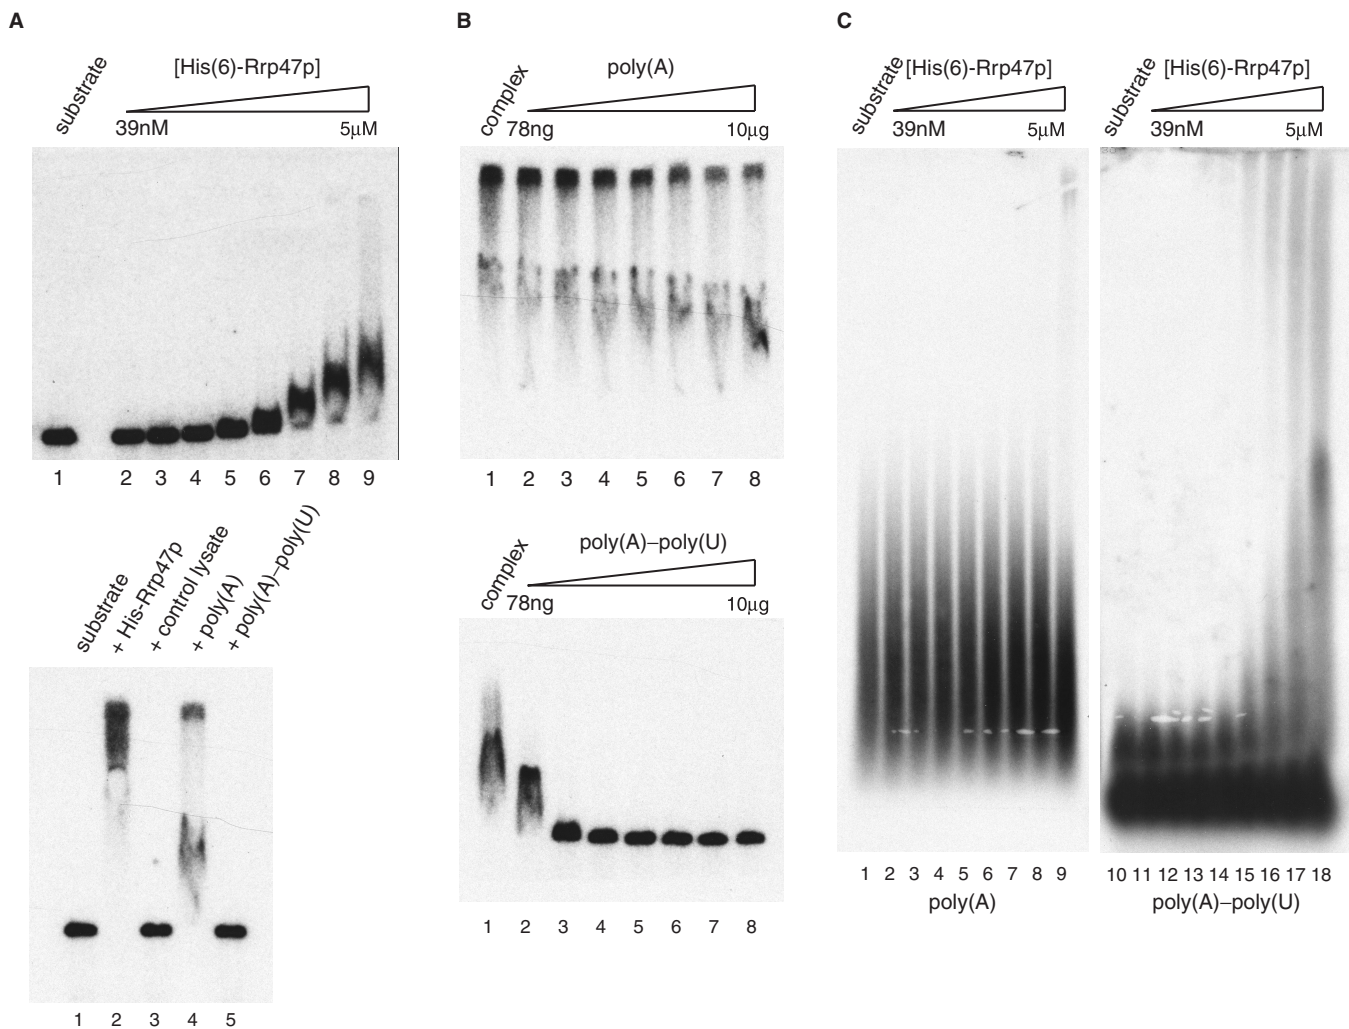 A
substrate
[His(6)-Rrp47p]
39nM
5μM
1 2 3 4 5 6 7 8 9
substrate
+ His-Rrp47p
+ control lysate
+ poly(A)
+ poly(A)–poly(U)
1 2 3 4 5
B
complex
poly(A)
78ng
10μg
1 2 3 4 5 6 7 8
complex
poly(A)–poly(U)
78ng
10μg
1 2 3 4 5 6 7 8
C
substrate
[His(6)-Rrp47p]
39nM
5μM
1 2 3 4 5 6 7 8 9
poly(A)
substrate
[His(6)-Rrp47p]
39nM
5μM
10 11 12 13 14 15 16 17 18
poly(A)–poly(U)